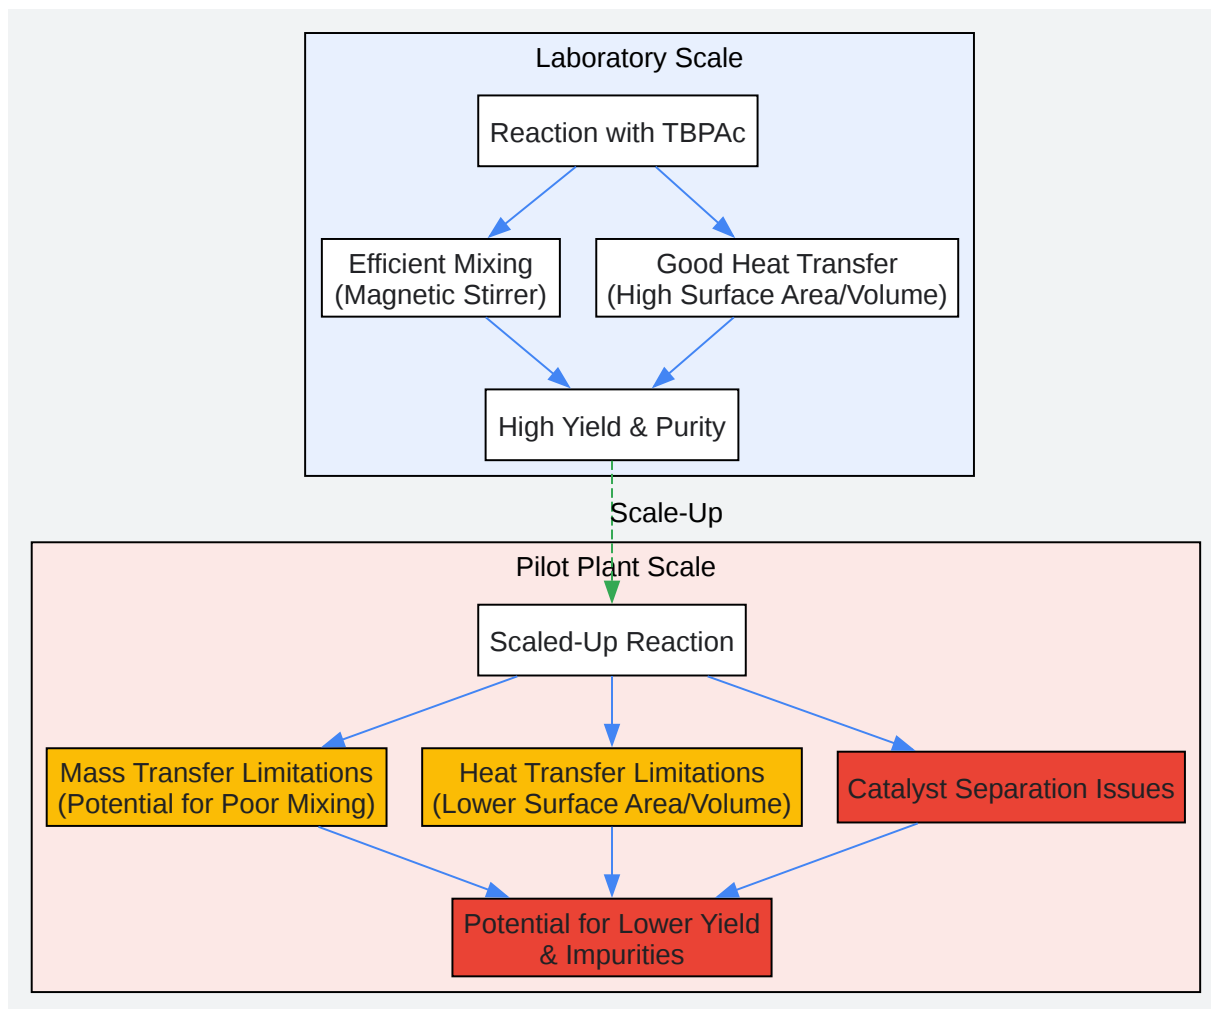 Laboratory Scale
Reaction with TBPAc
Efficient Mixing
(Magnetic Stirrer)
Good Heat Transfer
(High Surface Area/Volume)
High Yield & Purity
Scale-Up
Pilot Plant Scale
Scaled-Up Reaction
Mass Transfer Limitations
(Potential for Poor Mixing)
Heat Transfer Limitations
(Lower Surface Area/Volume)
Catalyst Separation Issues
Potential for Lower Yield
& Impurities